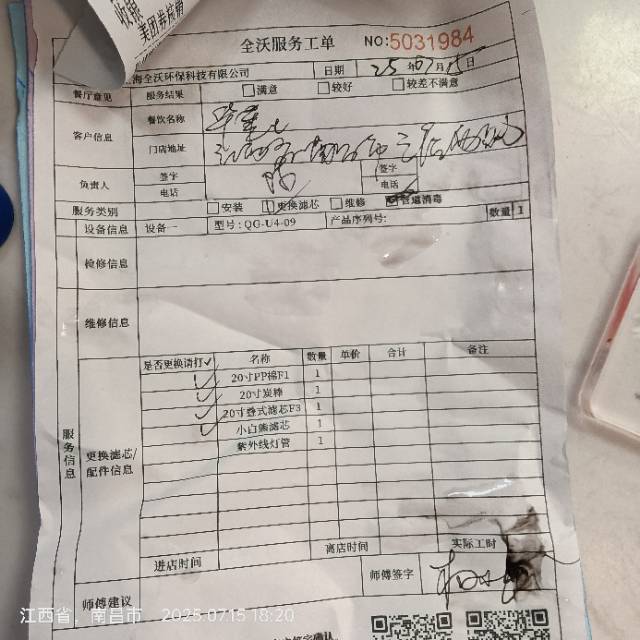 收银
美团券核销
全沃服务工单 NO:5031984
海全沃环保科技有限公司 日期 25年07月15日
餐厅意见 服务结果 满意 较好 较差不满意
客户信息 餐饮名称
门店地址
负责人 签字 签字
电话 电话
服务类别 安装 更换滤芯 维修 管道消毒
设备信息 设备一 型号:QG-U4-09 产品序列号: 数量 1
检修信息
维修信息
服务信息
更换滤芯/配件信息
是否更换请打✓ 名称 数量 单价 合计 备注
✓ 20寸PP棉F1 1
✓ 20寸炭棒 1
✓ 20寸叠式滤芯F3 1
✓ 小白熊滤芯 1
紫外线灯管 1
进店时间 离店时间 实际工时
师傅建议 师傅签字
江西省、南昌市 2025 07 15 18:20